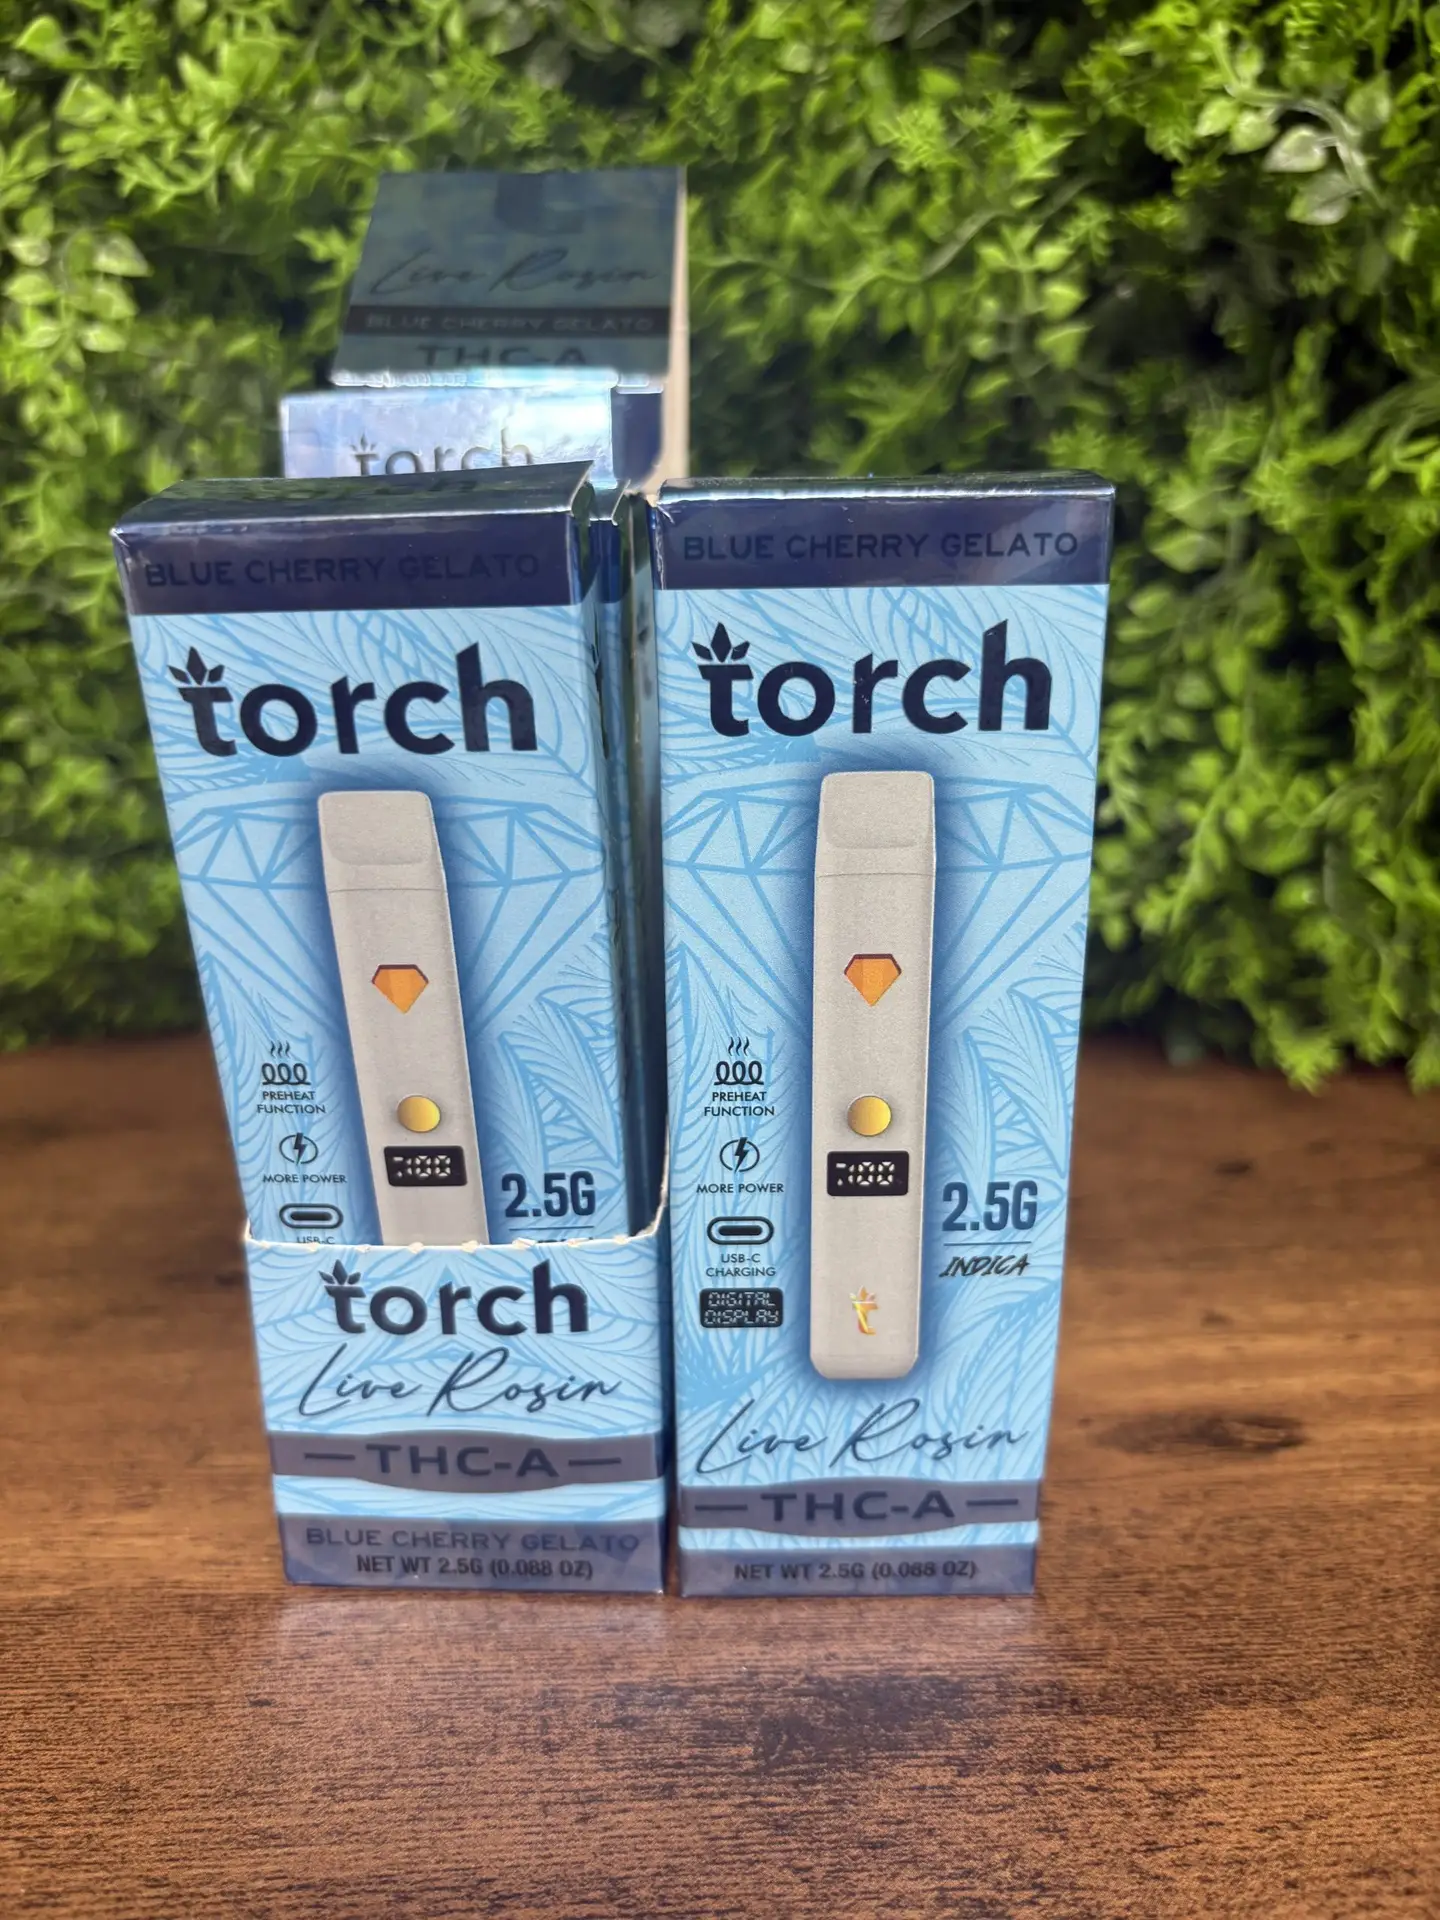 Live Rosin
BLUE CHERRY GELATO
THC-A
torch
BLUE CHERRY GELATO
torch
PREHEAT
FUNCTION
MORE POWER
USB-C
2.5G
torch
Live Rosin
THC-A
BLUE CHERRY GELATO
NET WT 2.5G (0.088 OZ)
BLUE CHERRY GELATO
torch
PREHEAT
FUNCTION
MORE POWER
USB-C
CHARGING
DIGITAL
DISPLAY
100
2.5G
INDICA
t
Live Rosin
THC-A
NET WT 2.5G (0.088 OZ)